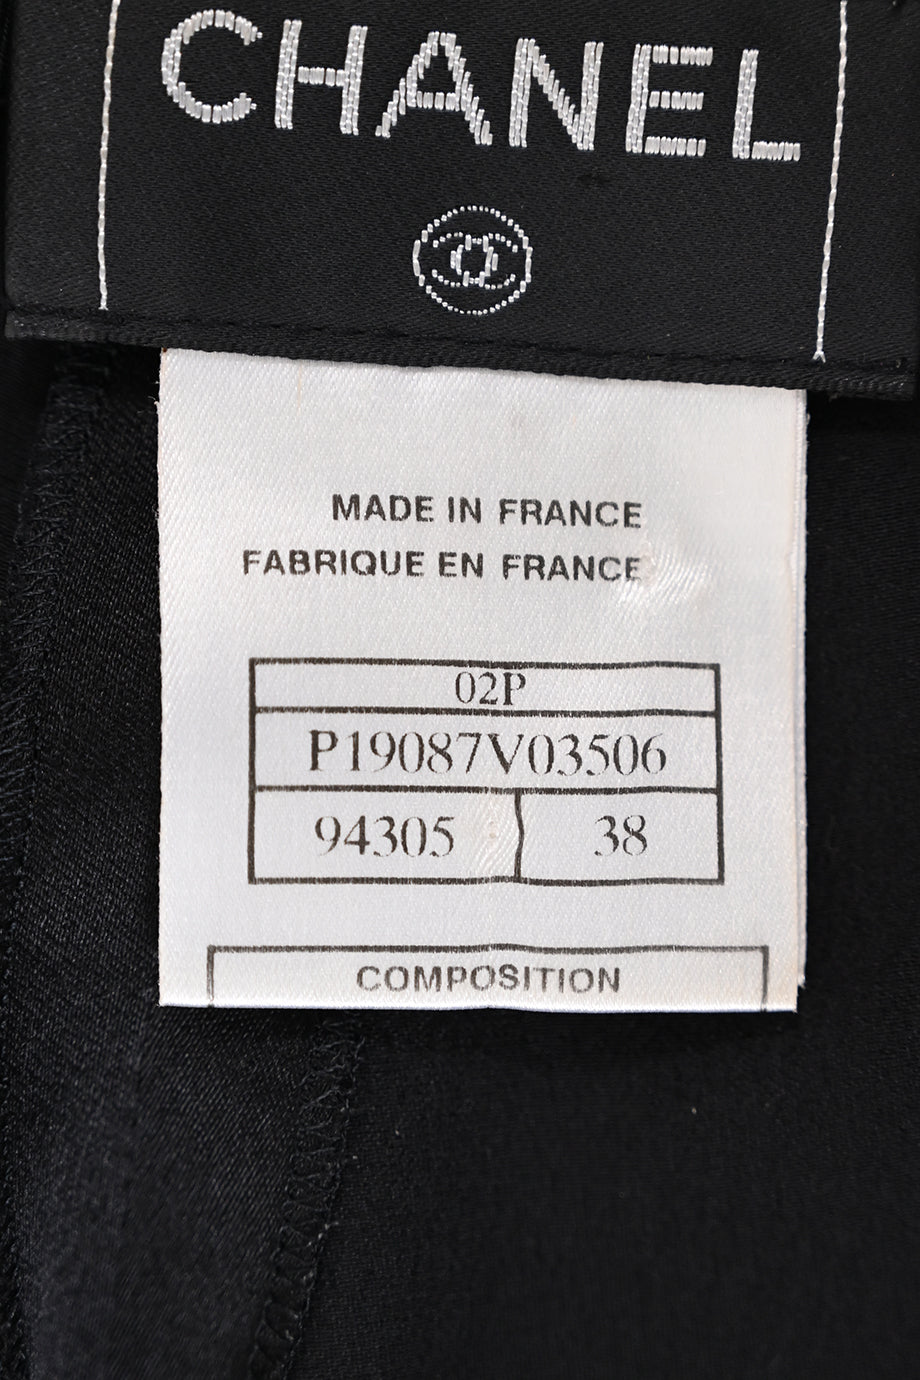 CHANEL
MADE IN FRANCE
FABRIQUE EN FRANCE
02P
P19087V03506
94305 38
COMPOSITION